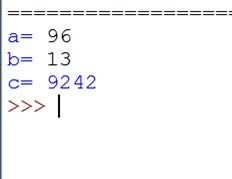 ==================
a= 96
b= 13
c= 9242
>>>